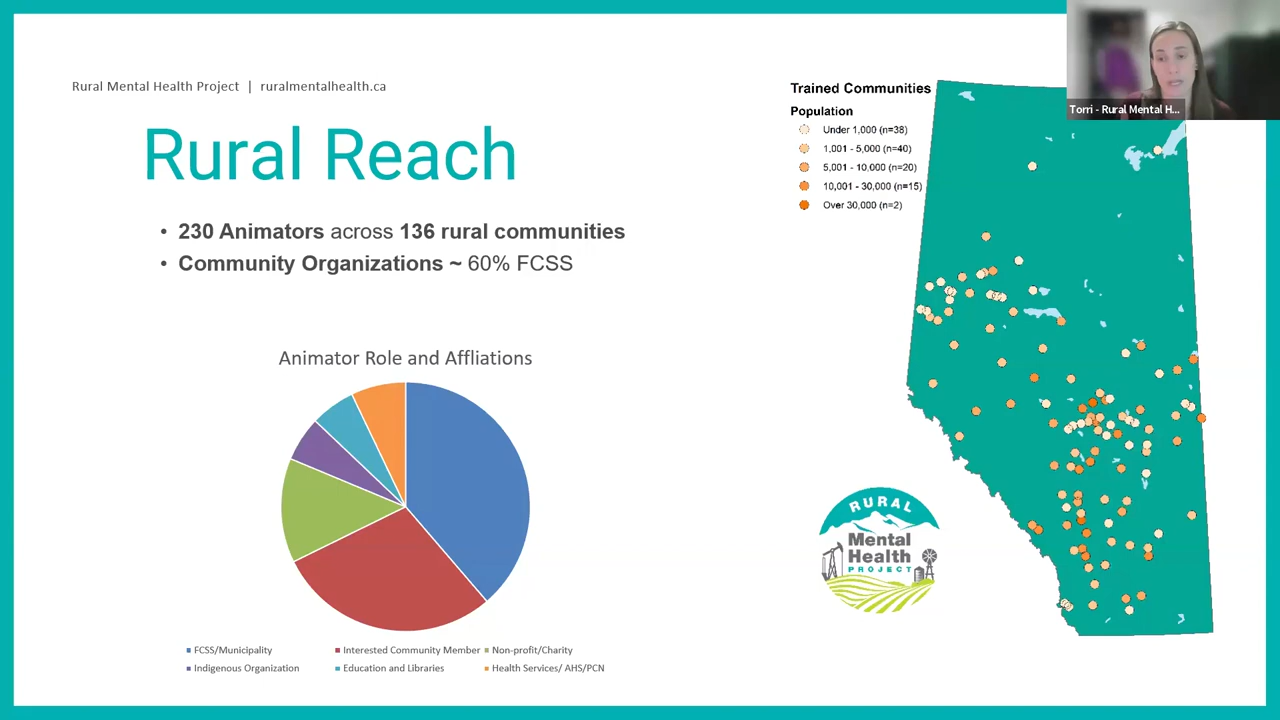 Rural Mental Health Project | ruralmentalhealth.ca
Rural Reach
• 230 Animators across 136 rural communities
• Community Organizations ~ 60% FCSS
Animator Role and Affliations
FCSS/Municipality
Interested Community Member
Non-profit/Charity
Indigenous Organization
Education and Libraries
Health Services/ AHS/PCN
Trained Communities
Population
Under 1,000 (n=38)
1,001 - 5,000 (n=40)
5,001 - 10,000 (n=20)
10,001 - 30,000 (n=15)
Over 30,000 (n=2)
RURAL
Mental
Health
PROJECT
Torri - Rural Mental H...